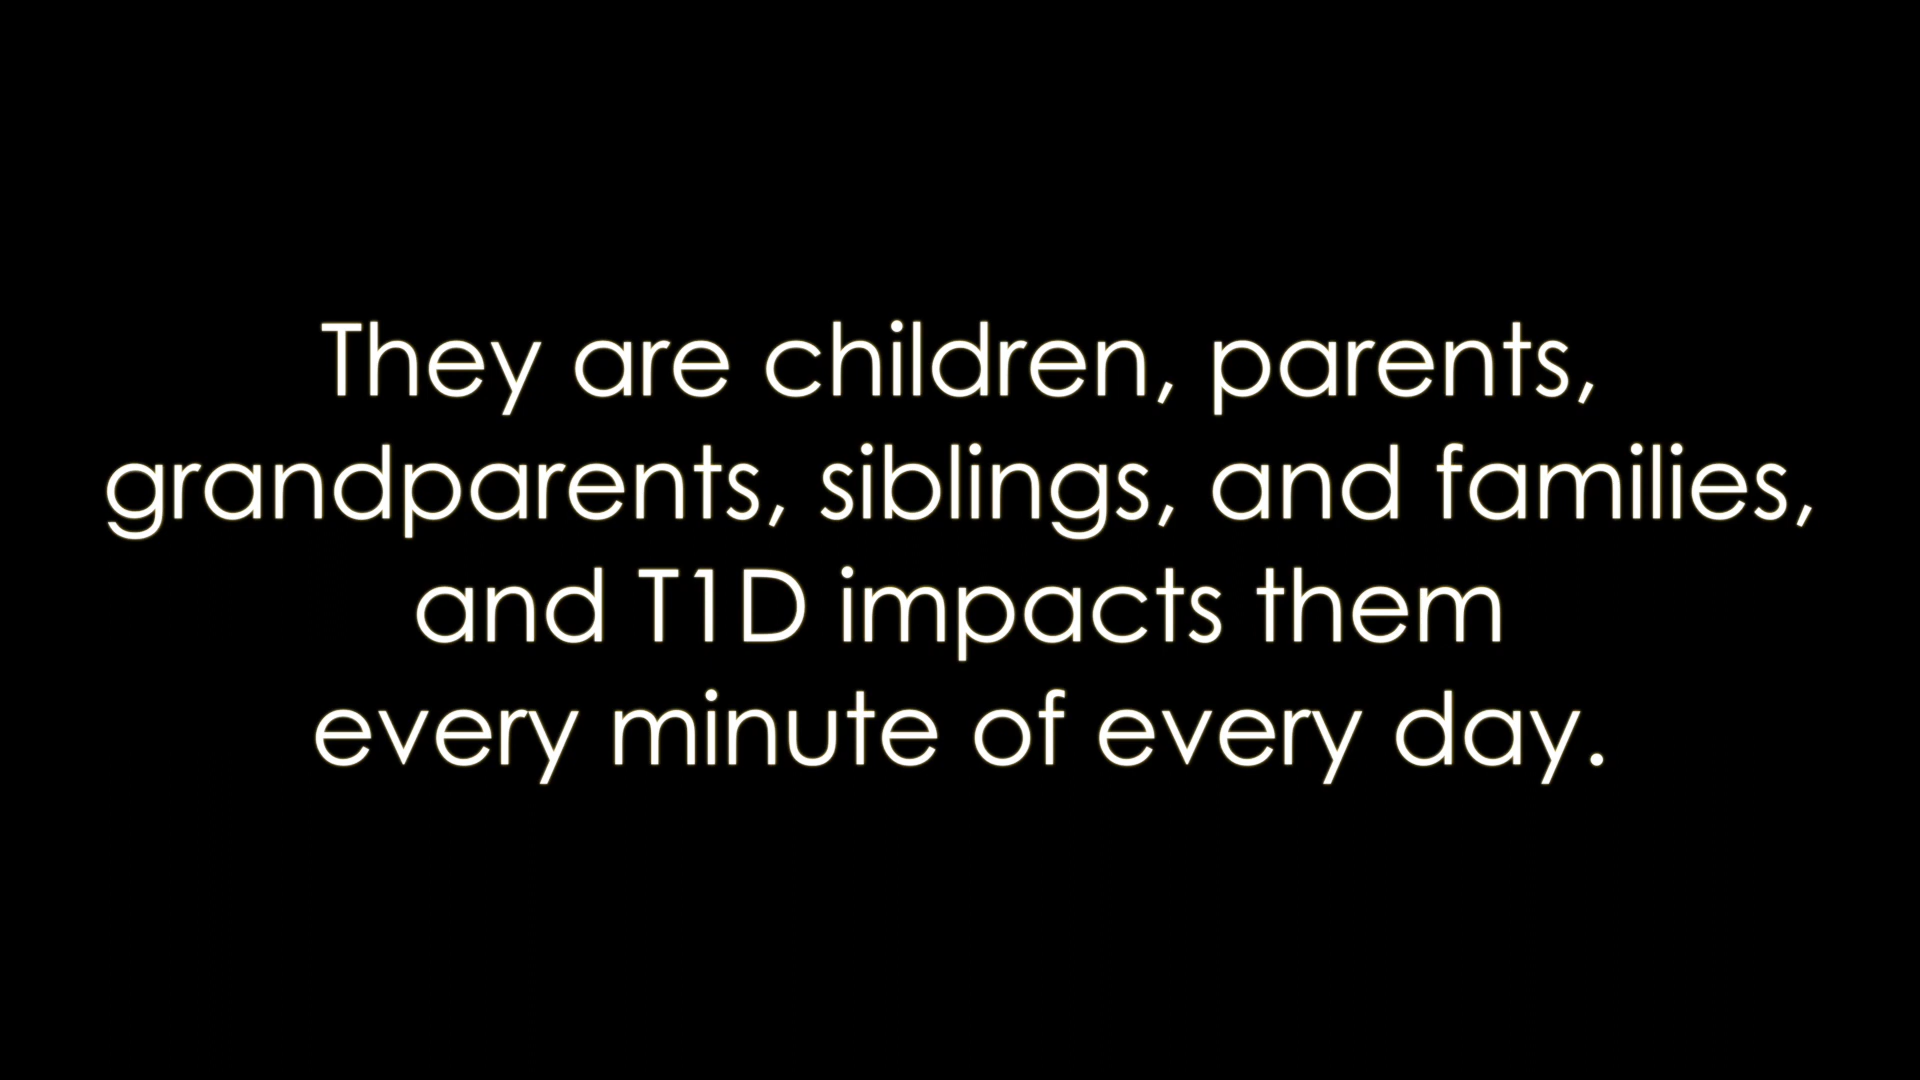 They are children, parents,
grandparents, siblings, and families,
and T1D impacts them
every minute of every day.